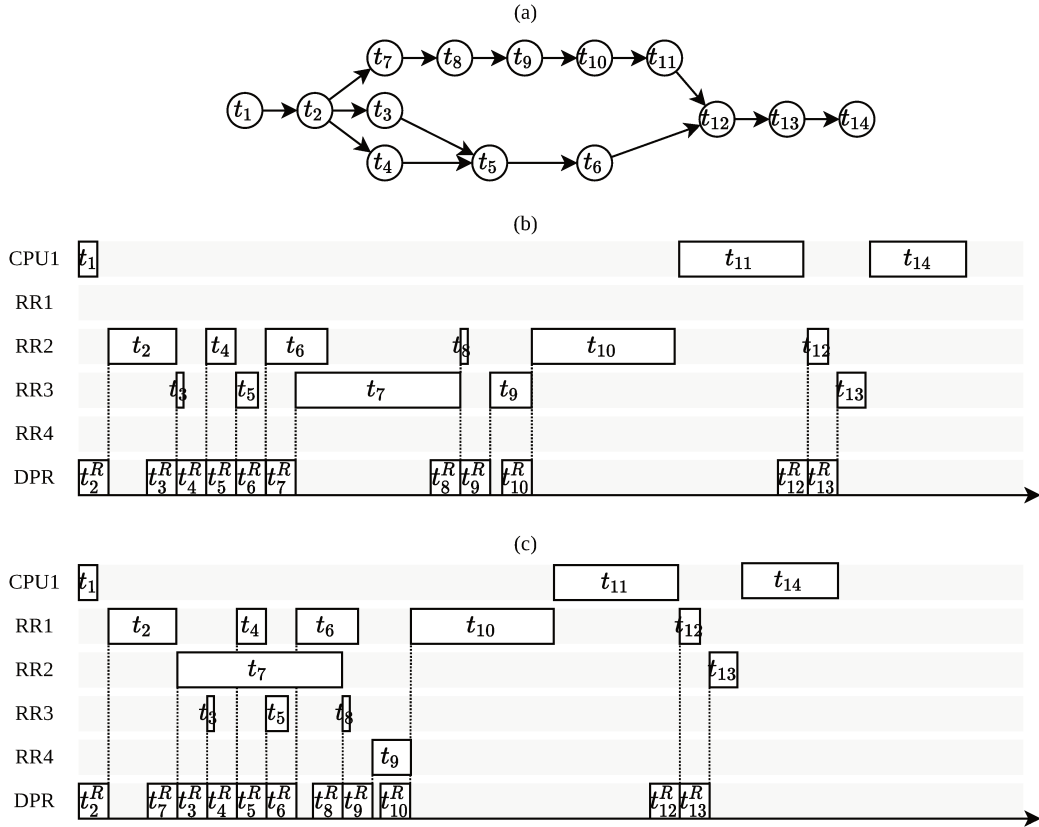 (a)
t₇ t₈ t₉ t₁₀ t₁₁
t₁ t₂ t₃ t₁₂ t₁₃ t₁₄
t₄ t₅ t₆
(b)
CPU1 t₁ t₁₁ t₁₄
RR1
RR2 t₂ t₄ t₆ t₈ t₁₀ t₁₂
RR3 t₃ t₅ t₇ t₉ t₁₃
RR4
DPR t₂ᴿ t₃ᴿ t₄ᴿ t₅ᴿ t₆ᴿ t₇ᴿ t₈ᴿ t₉ᴿ t₁₀ᴿ t₁₂ᴿ t₁₃ᴿ
(c)
CPU1 t₁ t₁₁ t₁₄
RR1 t₂ t₄ t₆ t₁₀ t₁₂
RR2 t₇ t₁₃
RR3 t₃ t₅ t₈
RR4 t₉
DPR t₂ᴿ t₇ᴿ t₃ᴿ t₄ᴿ t₅ᴿ t₆ᴿ t₈ᴿ t₉ᴿ t₁₀ᴿ t₁₂ᴿ t₁₃ᴿ